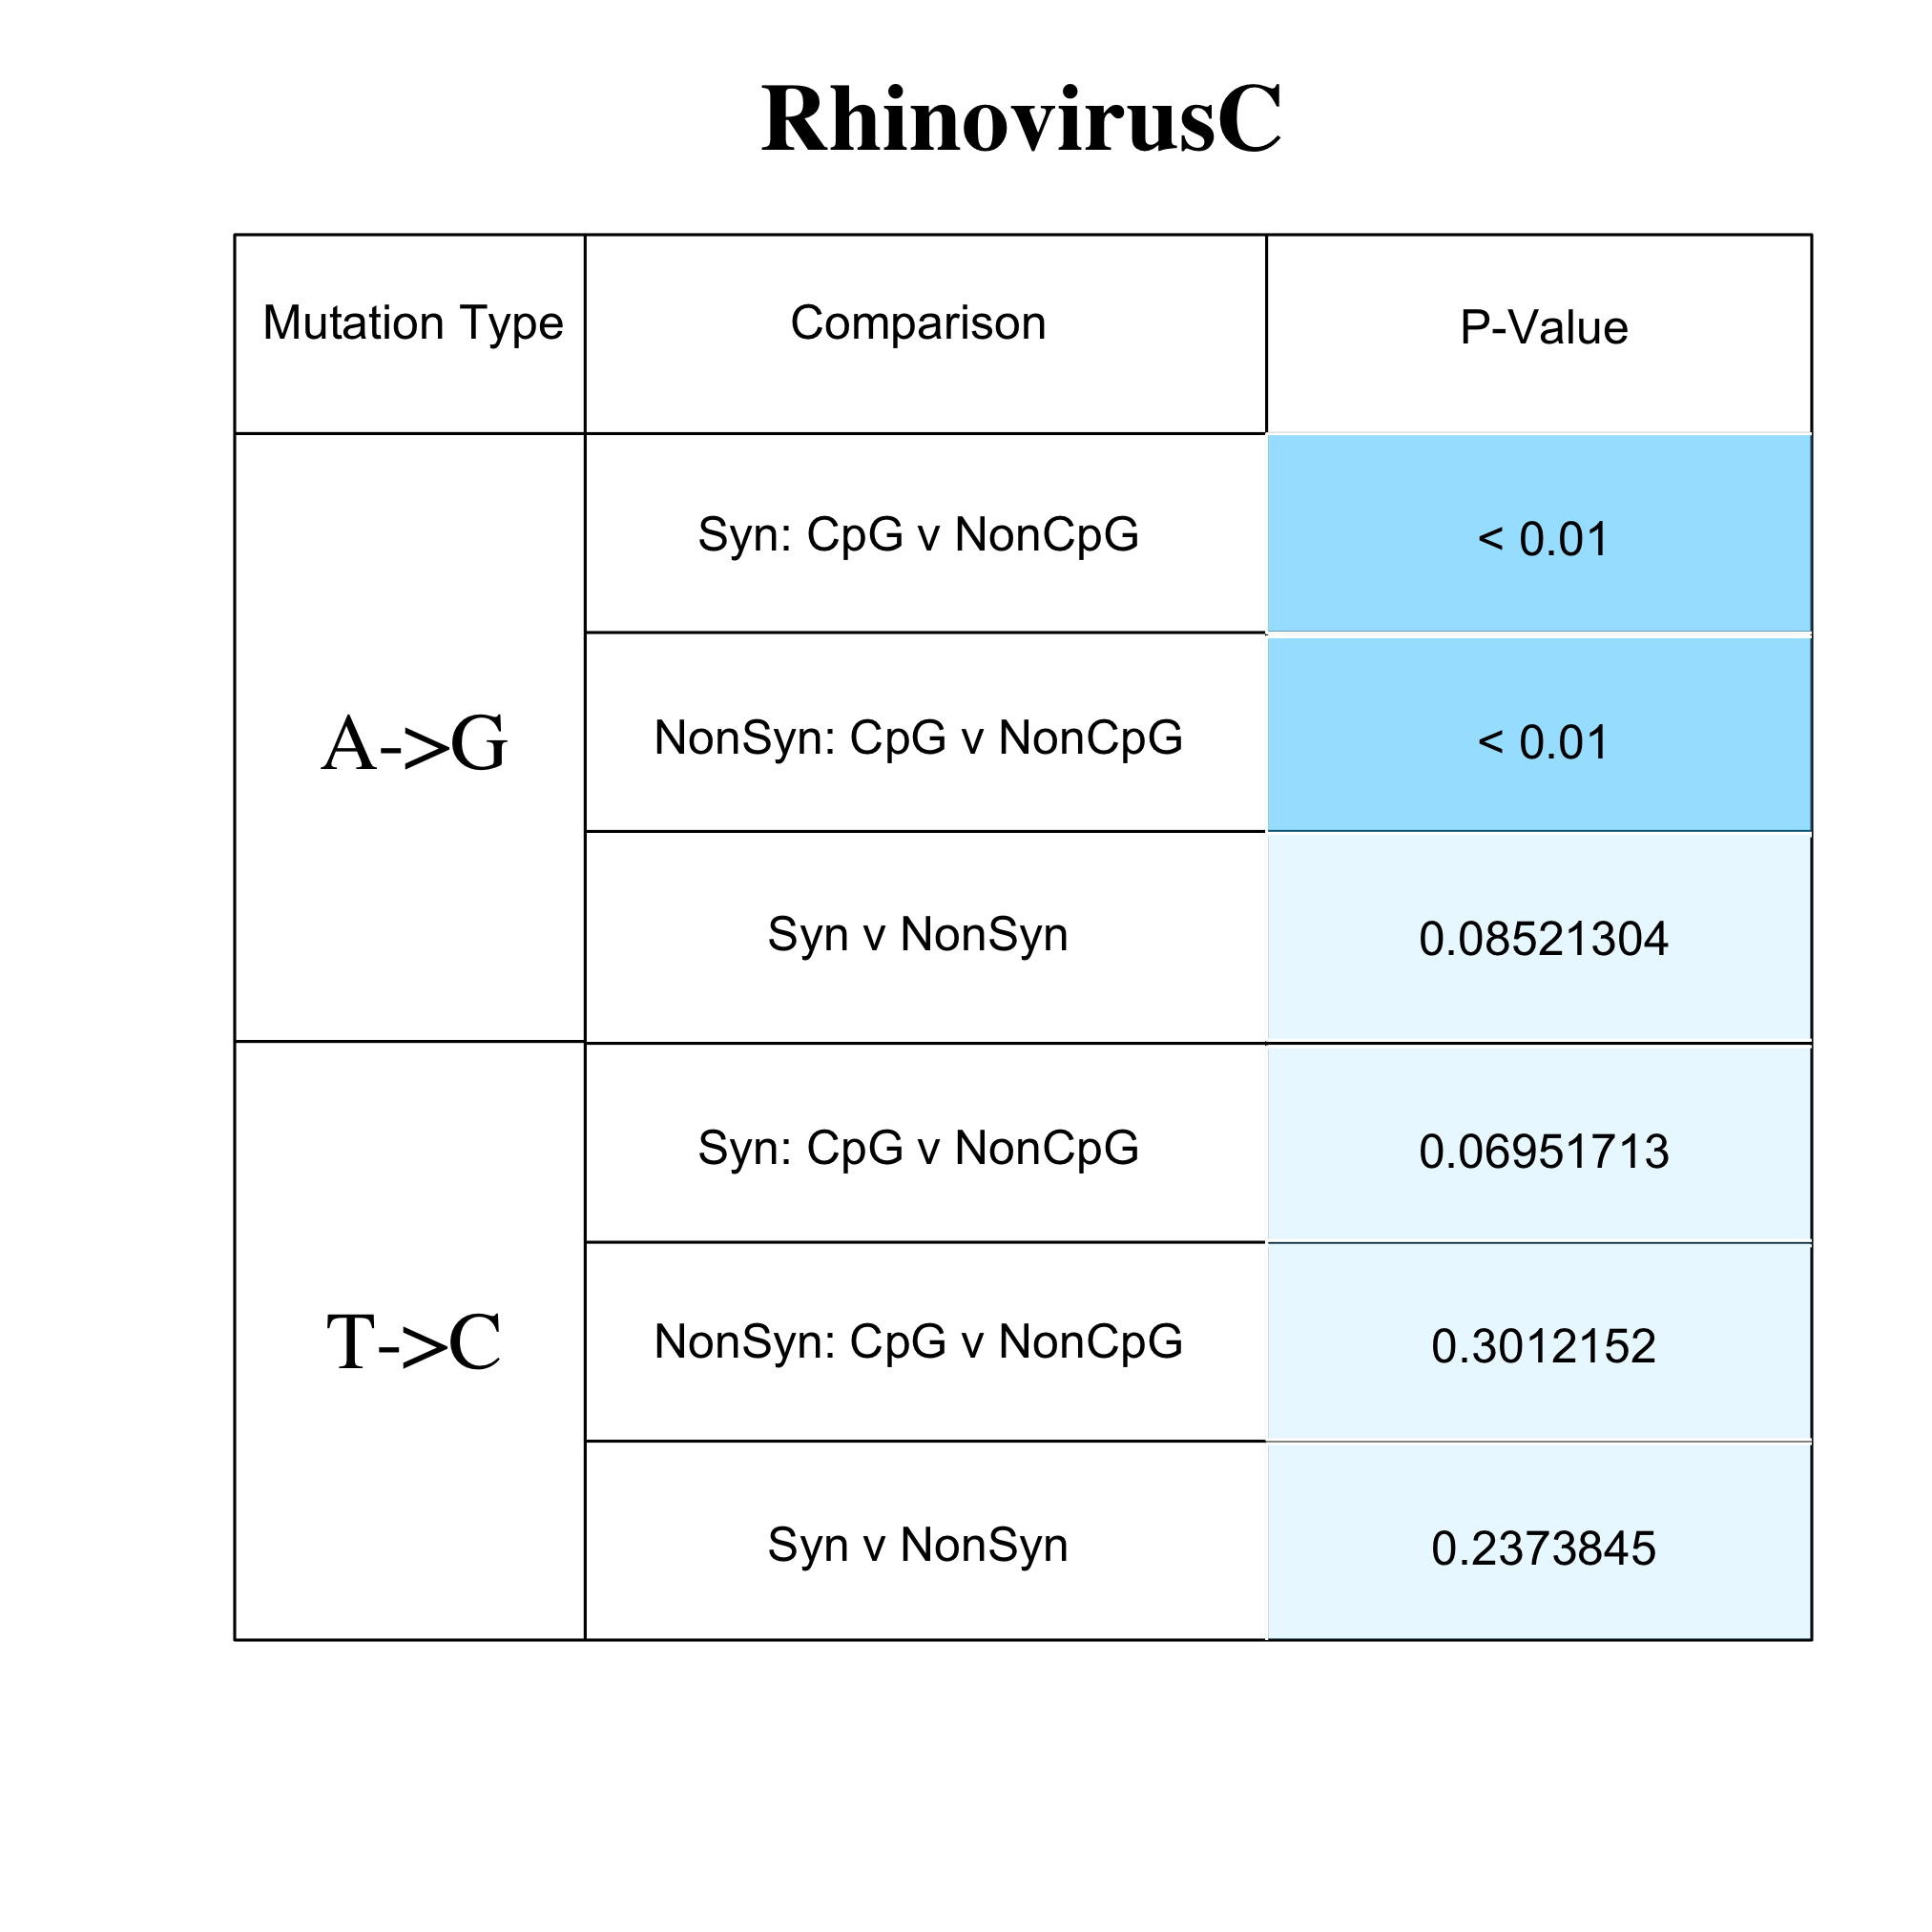 RhinovirusC
Mutation Type Comparison P-Value
Syn: CpG v NonCpG < 0.01
A->G NonSyn: CpG v NonCpG < 0.01
Syn v NonSyn 0.08521304
Syn: CpG v NonCpG 0.06951713
T->C NonSyn: CpG v NonCpG 0.3012152
Syn v NonSyn 0.2373845